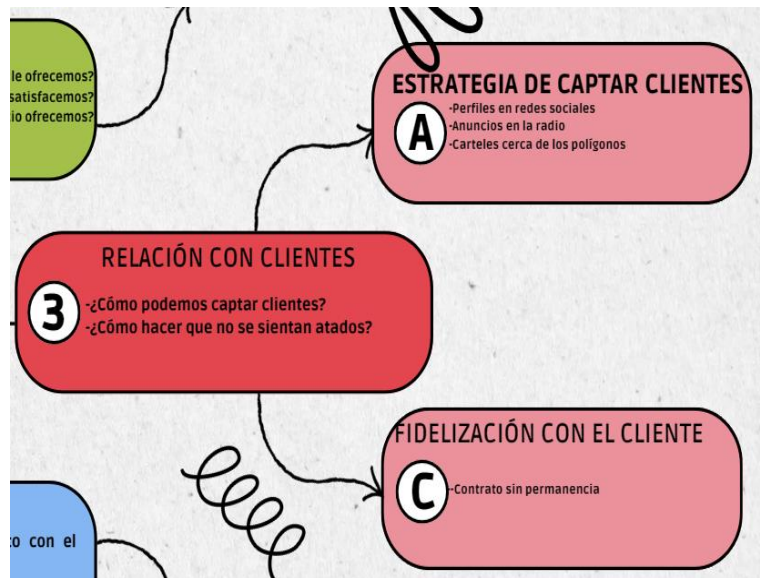 le ofrecemos?
satisfacemos?
io ofrecemos?
ESTRATEGIA DE CAPTAR CLIENTES
A
-Perfiles en redes sociales
-Anuncios en la radio
-Carteles cerca de los polígonos
RELACIÓN CON CLIENTES
3
-¿Cómo podemos captar clientes?
-¿Cómo hacer que no se sientan atados?
FIDELIZACIÓN CON EL CLIENTE
C
-Contrato sin permanencia
o con el